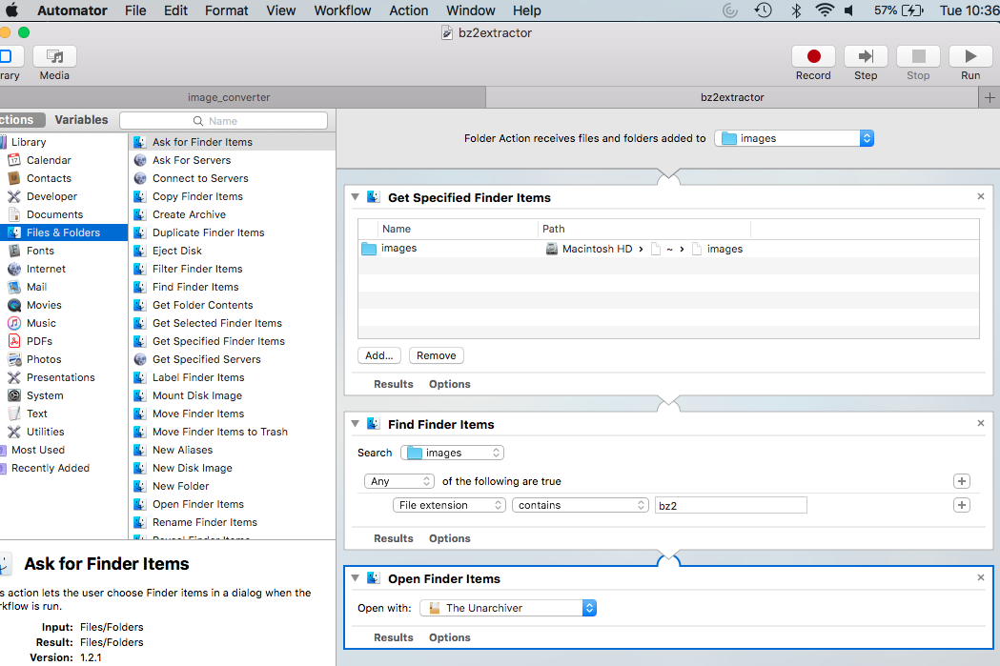 Automator File Edit Format View Workflow Action Window Help 57% Tue 10:36
bz2extractor
rary Media Record Step Stop Run
image_converter bz2extractor
ctions Variables Name
Library
Calendar
Contacts
Developer
Documents
Files & Folders
Fonts
Internet
Mail
Movies
Music
PDFs
Photos
Presentations
System
Text
Utilities
Most Used
Recently Added
Ask for Finder Items
Ask For Servers
Connect to Servers
Copy Finder Items
Create Archive
Duplicate Finder Items
Eject Disk
Filter Finder Items
Find Finder Items
Get Folder Contents
Get Selected Finder Items
Get Specified Finder Items
Get Specified Servers
Label Finder Items
Mount Disk Image
Move Finder Items
Move Finder Items to Trash
New Aliases
New Disk Image
New Folder
Open Finder Items
Rename Finder Items
Reveal Finder Items
Ask for Finder Items
s action lets the user choose Finder items in a dialog when the
rkflow is run.
Input: Files/Folders
Result: Files/Folders
Version: 1.2.1
Folder Action receives files and folders added to images
Get Specified Finder Items
Name Path
images Macintosh HD › ~ › images
Add... Remove
Results Options
Find Finder Items
Search images
Any of the following are true
File extension contains bz2
Results Options
Open Finder Items
Open with: The Unarchiver
Results Options